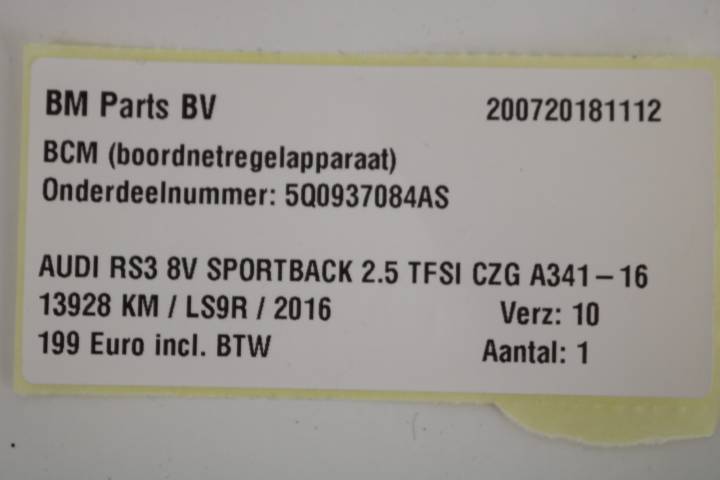 BM Parts BV 200720181112
BCM (boordnetregelapparaat)
Onderdeelnummer: 5Q0937084AS
AUDI RS3 8V SPORTBACK 2.5 TFSI CZG A341-16
13928 KM / LS9R / 2016 Verz: 10
199 Euro incl. BTW Aantal: 1